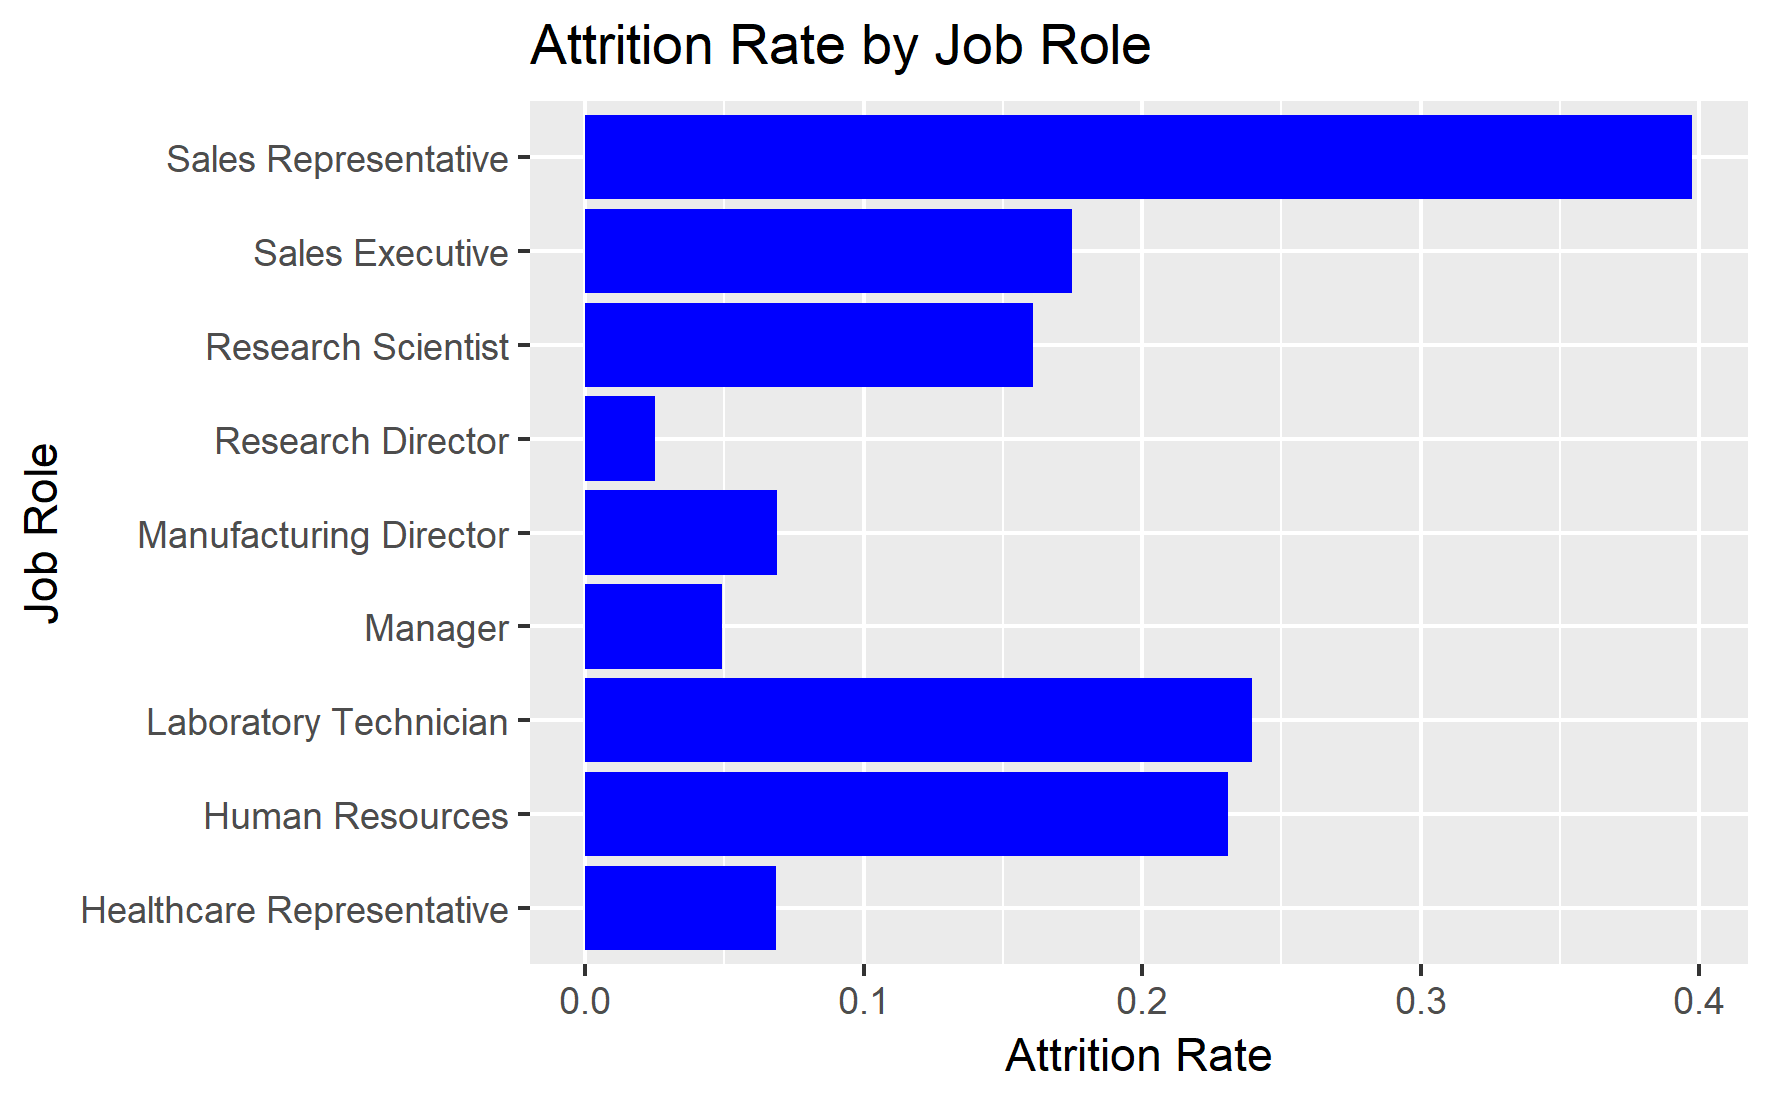 Attrition Rate by Job Role
Job Role
Sales Representative
Sales Executive
Research Scientist
Research Director
Manufacturing Director
Manager
Laboratory Technician
Human Resources
Healthcare Representative
0.0 0.1 0.2 0.3 0.4
Attrition Rate